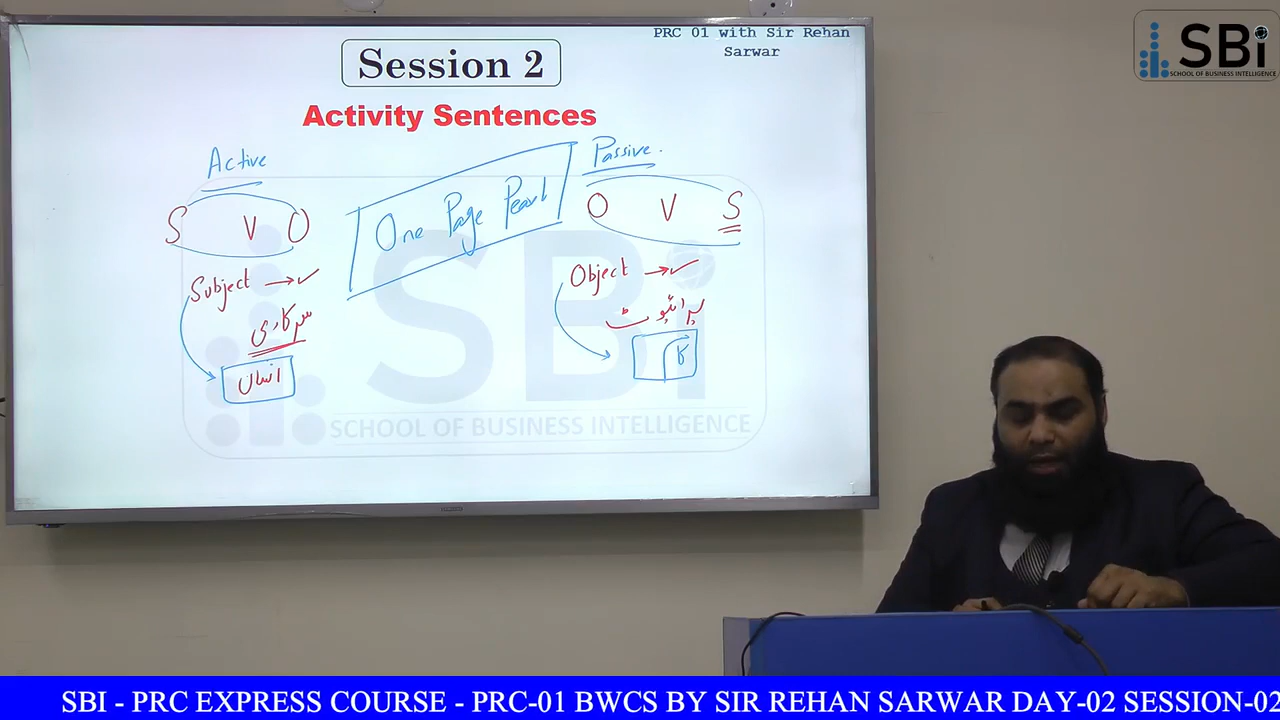 PRC 01 with Sir Rehan
Sarwar
SBi
SCHOOL OF BUSINESS INTELLIGENCE
Session 2
Activity Sentences
Active
Passive.
One Page Pearl
S V O
O V S
Subject → ✓
Object → ✓
سرکاری
پرائیویٹ
انسان
کا
SBi
SCHOOL OF BUSINESS INTELLIGENCE
SBI - PRC EXPRESS COURSE - PRC-01 BWCS BY SIR REHAN SARWAR DAY-02 SESSION-02